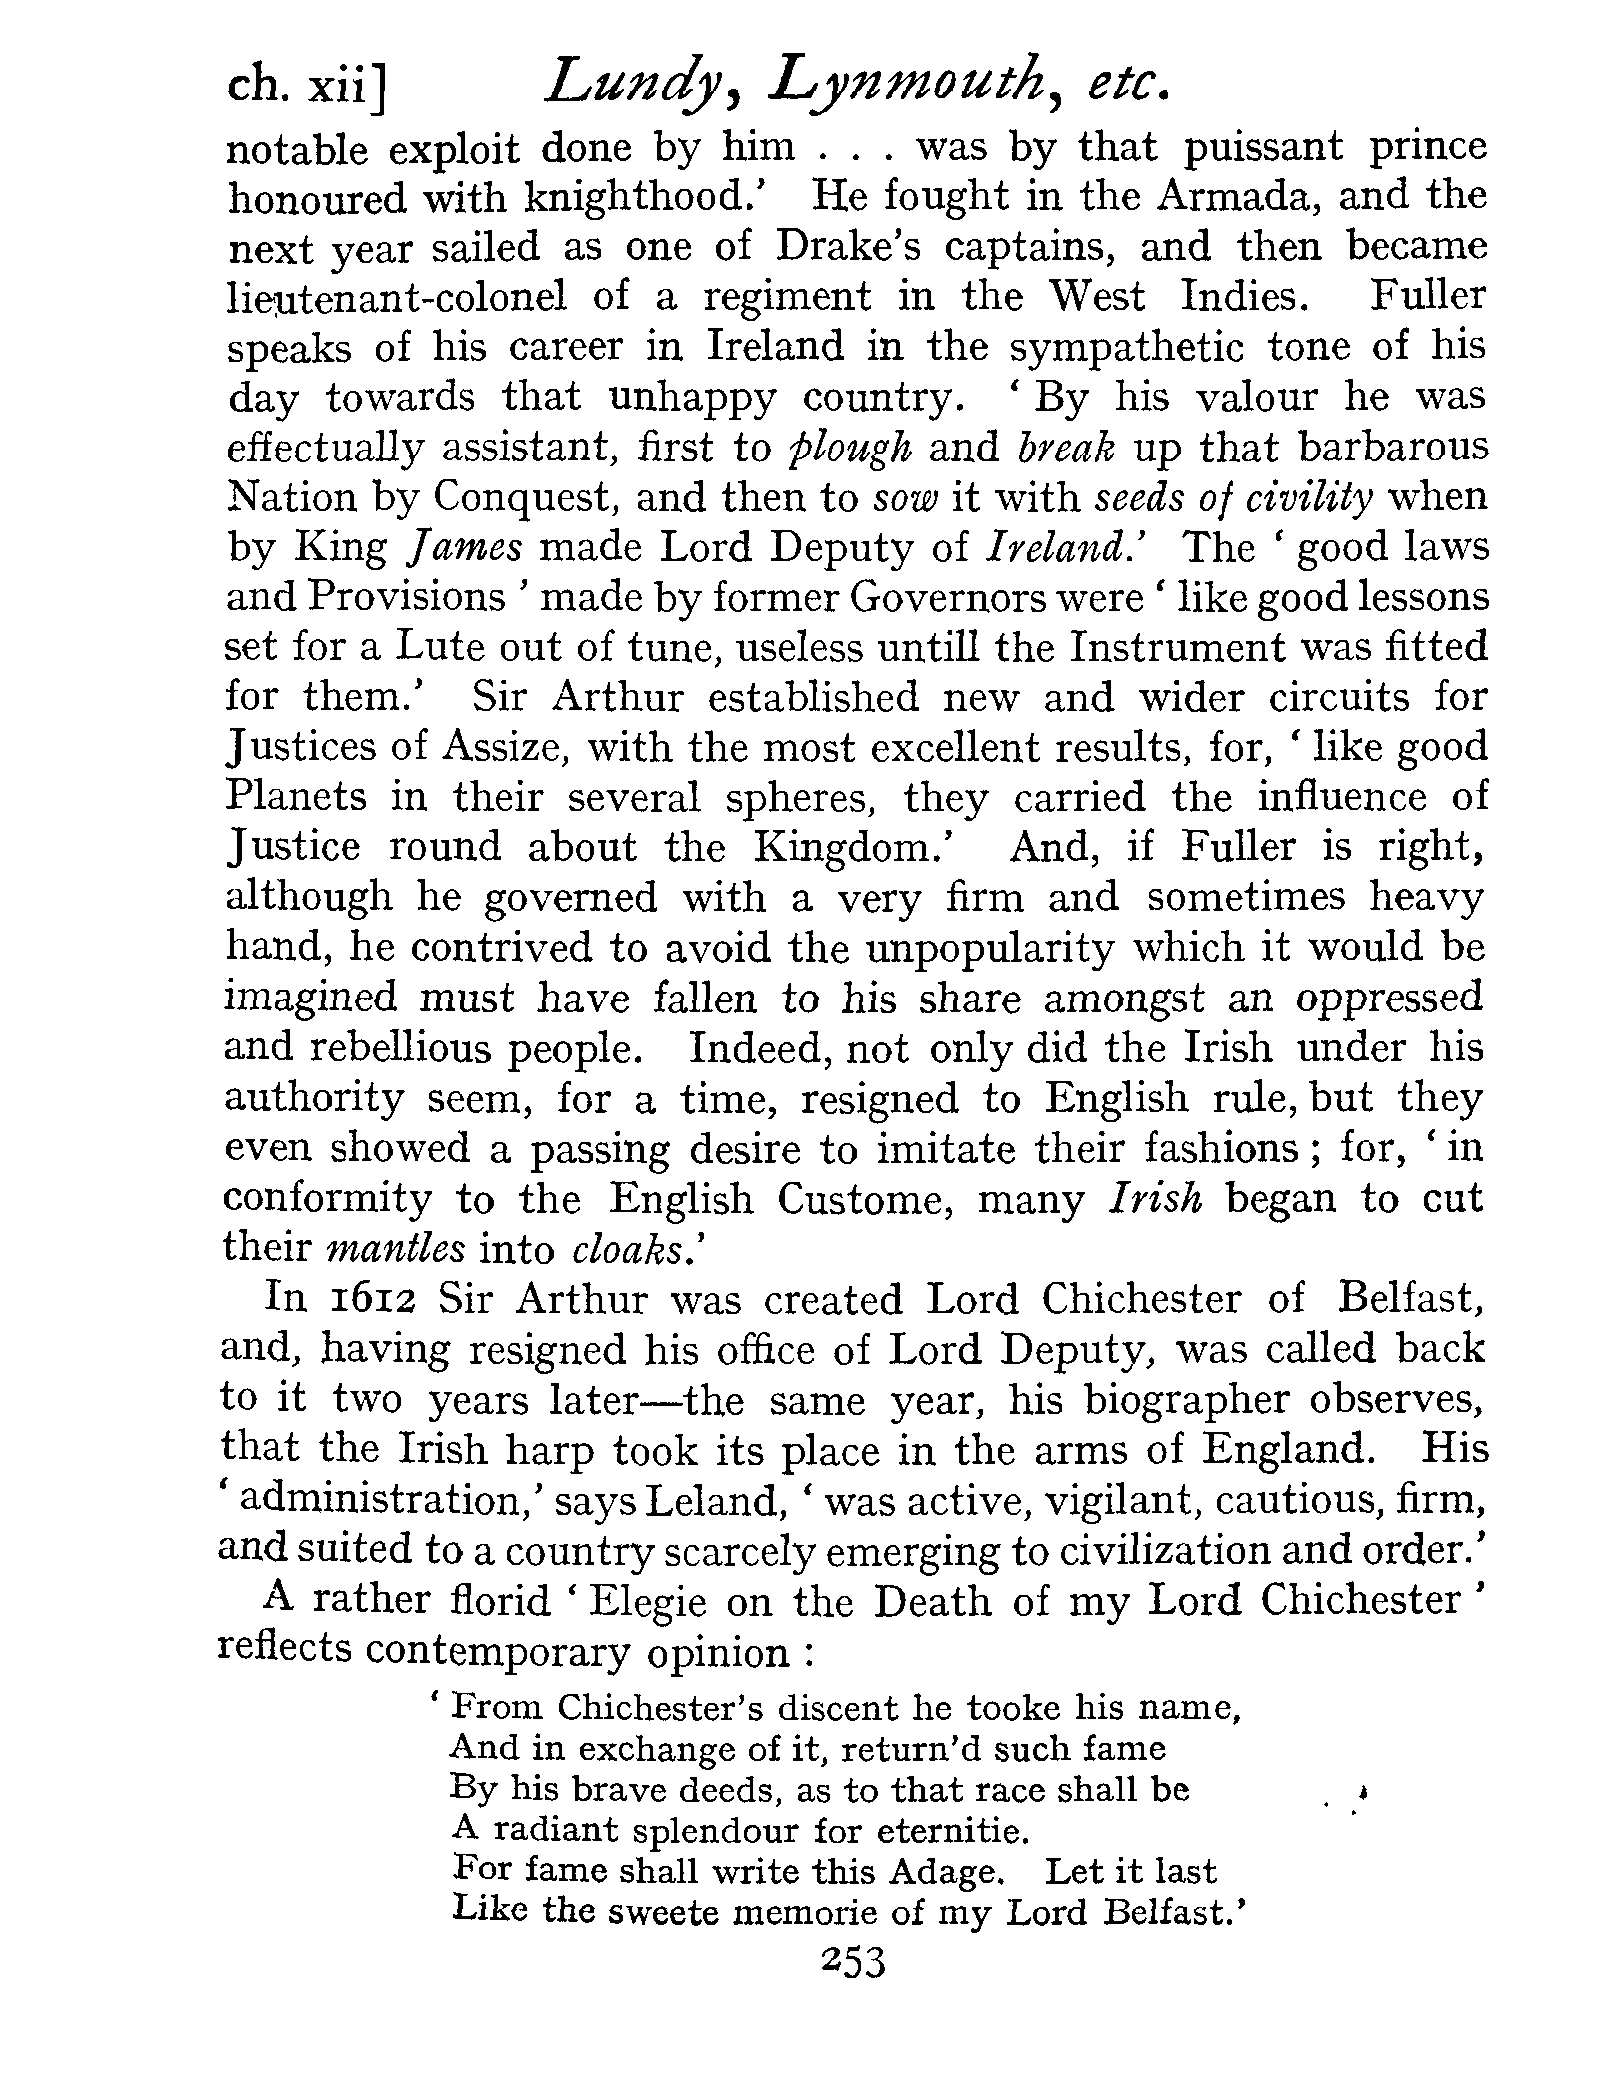 ch. xii] Lundy, Lynmouth, etc.
notable exploit done by him . . . was by that puissant prince
honoured with knighthood.’ He fought in the Armada, and the
next year sailed as one of Drake’s captains, and then became
lieutenant-colonel of a regiment in the West Indies. Fuller
speaks of his career in Ireland in the sympathetic tone of his
day towards that unhappy country. ‘ By his valour he was
effectually assistant, first to plough and break up that barbarous
Nation by Conquest, and then to sow it with seeds of civility when
by King James made Lord Deputy of Ireland.’ The ‘ good laws
and Provisions ’ made by former Governors were ‘ like good lessons
set for a Lute out of tune, useless untill the Instrument was fitted
for them.’ Sir Arthur established new and wider circuits for
Justices of Assize, with the most excellent results, for, ‘ like good
Planets in their several spheres, they carried the influence of
Justice round about the Kingdom.’ And, if Fuller is right,
although he governed with a very firm and sometimes heavy
hand, he contrived to avoid the unpopularity which it would be
imagined must have fallen to his share amongst an oppressed
and rebellious people. Indeed, not only did the Irish under his
authority seem, for a time, resigned to English rule, but they
even showed a passing desire to imitate their fashions ; for, ‘ in
conformity to the English Custome, many Irish began to cut
their mantles into cloaks.’
In 1612 Sir Arthur was created Lord Chichester of Belfast,
and, having resigned his office of Lord Deputy, was called back
to it two years later—the same year, his biographer observes,
that the Irish harp took its place in the arms of England. His
‘ administration,’ says Leland, ‘ was active, vigilant, cautious, firm,
and suited to a country scarcely emerging to civilization and order.’
A rather florid ‘ Elegie on the Death of my Lord Chichester ’
reflects contemporary opinion :
‘ From Chichester’s discent he tooke his name,
And in exchange of it, return’d such fame
By his brave deeds, as to that race shall be
A radiant splendour for eternitie.
For fame shall write this Adage. Let it last
Like the sweete memorie of my Lord Belfast.’
253